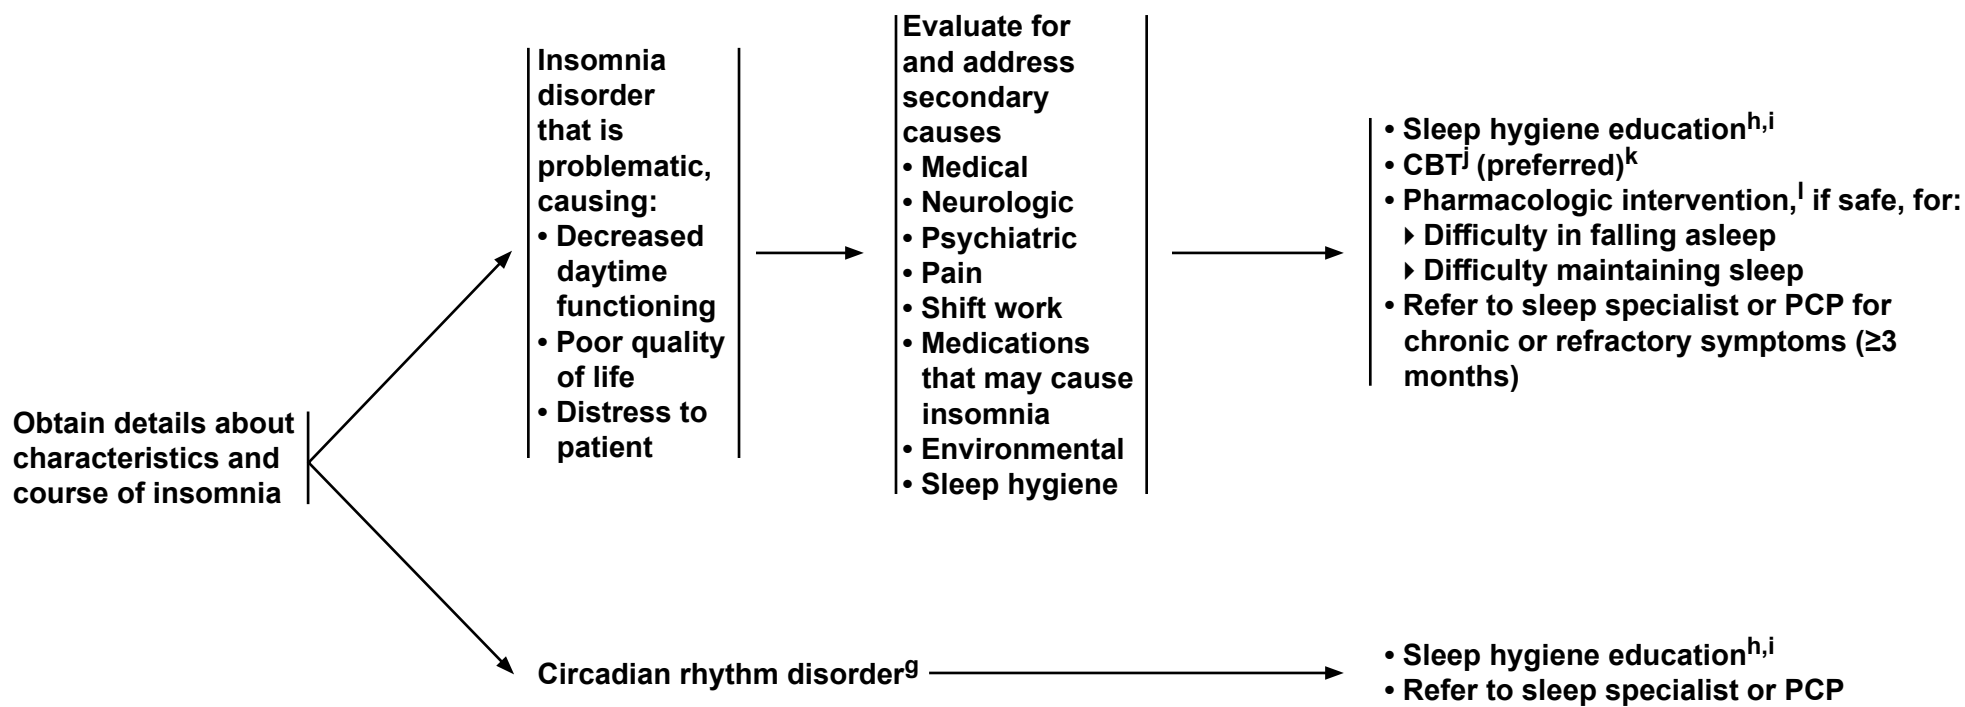 Obtain details about
characteristics and
course of insomnia
Insomnia
disorder
that is
problematic,
causing:
• Decreased
daytime
functioning
• Poor quality
of life
• Distress to
patient
Evaluate for
and address
secondary
causes
• Medical
• Neurologic
• Psychiatric
• Pain
• Shift work
• Medications
that may cause
insomnia
• Environmental
• Sleep hygiene
• Sleep hygiene educationh,i
• CBTj (preferred)k
• Pharmacologic intervention,l if safe, for:
‣ Difficulty in falling asleep
‣ Difficulty maintaining sleep
• Refer to sleep specialist or PCP for
chronic or refractory symptoms (≥3
months)
Circadian rhythm disorderg
• Sleep hygiene educationh,i
• Refer to sleep specialist or PCP